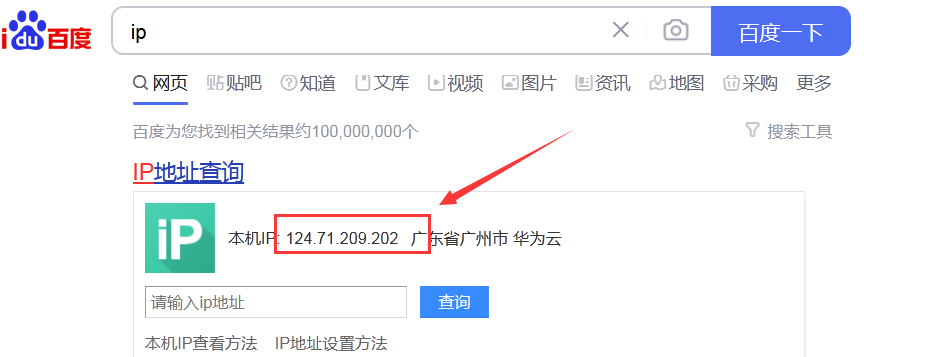 du百度
ip
百度一下
网页 贴吧 知道 文库 视频 图片 资讯 地图 采购 更多
百度为您找到相关结果约100,000,000个
搜索工具
IP地址查询
iP
本机IP: 124.71.209.202 广东省广州市 华为云
请输入ip地址
查询
本机IP查看方法 IP地址设置方法